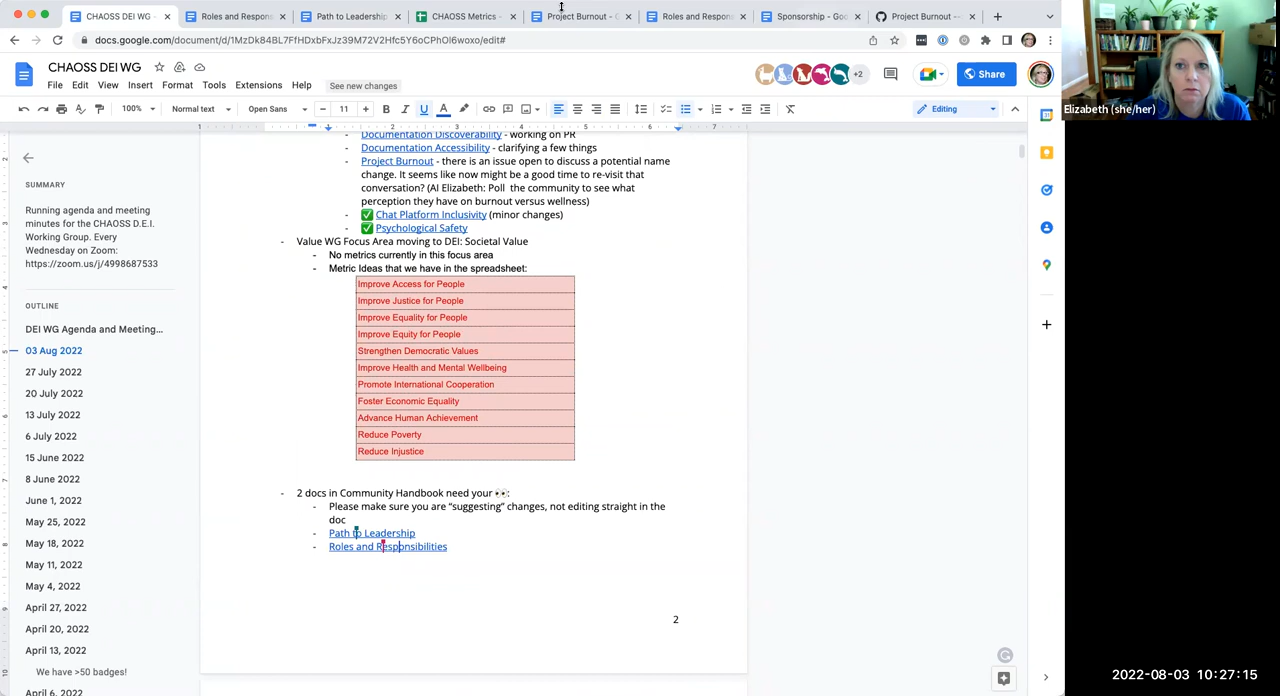 CHAOSS DEI WG -
Roles and Respons
Path to Leadership
CHAOSS Metrics -
Project Burnout - G
Roles and Respons
Sponsorship - Goo
Project Burnout -
docs.google.com/document/d/1MzDk84BL7FfHDxbFxJz39M72V2Hfc5Y6oCPhOl6woxo/edit#
CHAOSS DEI WG
File Edit View Insert Format Tools Extensions Help See new changes
+2
Share
100% Normal text Open Sans 11 Editing
Documentation Discoverability - working on PR
- Documentation Accessibility - clarifying a few things
- Project Burnout - there is an issue open to discuss a potential name
change. It seems like now might be a good time to re-visit that
conversation? (AI Elizabeth: Poll the community to see what
perception they have on burnout versus wellness)
- ✅ Chat Platform Inclusivity (minor changes)
- ✅ Psychological Safety
- Value WG Focus Area moving to DEI: Societal Value
- No metrics currently in this focus area
- Metric Ideas that we have in the spreadsheet:
Improve Access for People
Improve Justice for People
Improve Equality for People
Improve Equity for People
Strengthen Democratic Values
Improve Health and Mental Wellbeing
Promote International Cooperation
Foster Economic Equality
Advance Human Achievement
Reduce Poverty
Reduce Injustice
- 2 docs in Community Handbook need your 👀:
- Please make sure you are “suggesting” changes, not editing straight in the
doc
- Path to Leadership
- Roles and Responsibilities
2
SUMMARY
Running agenda and meeting
minutes for the CHAOSS D.E.I.
Working Group. Every
Wednesday on Zoom:
https://zoom.us/j/4998687533
OUTLINE
DEI WG Agenda and Meeting...
03 Aug 2022
27 July 2022
20 July 2022
13 July 2022
6 July 2022
15 June 2022
8 June 2022
June 1, 2022
May 25, 2022
May 18, 2022
May 11, 2022
May 4, 2022
April 27, 2022
April 20, 2022
April 13, 2022
We have >50 badges!
April 6, 2022
Elizabeth (she/her)
2022-08-03 10:27:15